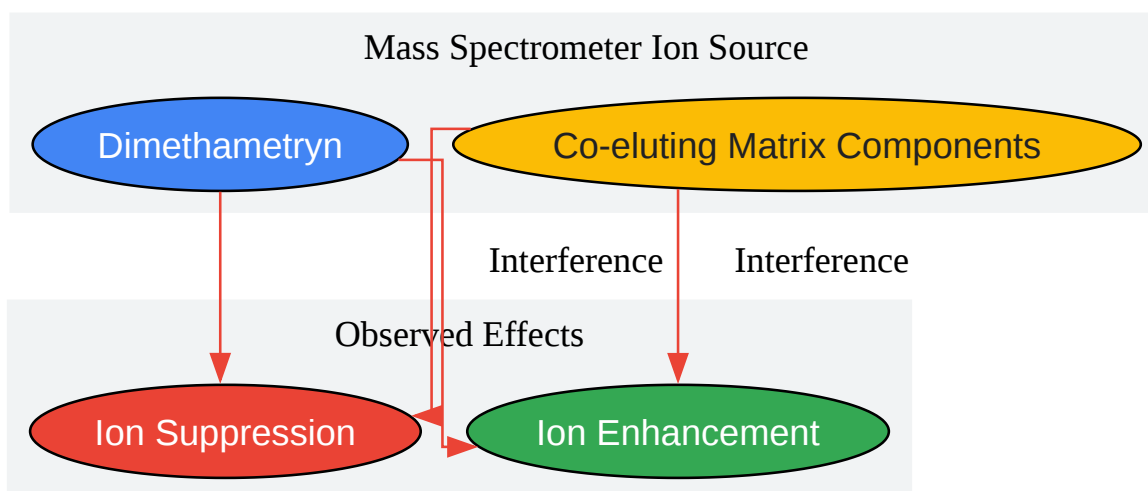 Mass Spectrometer Ion Source
Dimethametryn
Co-eluting Matrix Components
Interference
Interference
Observed Effects
Ion Suppression
Ion Enhancement